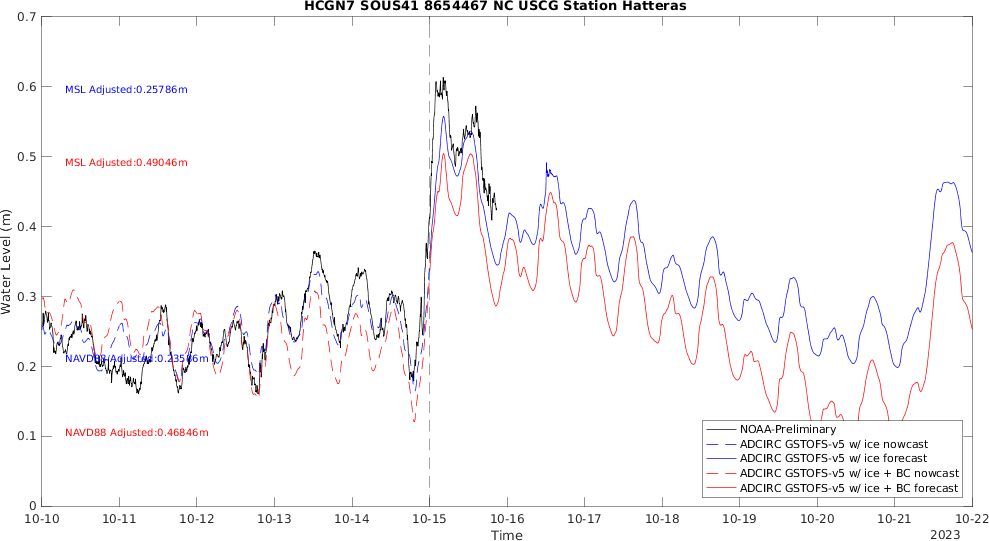 HCGN7 SOUS41 8654467 NC USCG Station Hatteras
0.7
0.6
0.5
0.4
0.3
0.2
0.1
0
Water Level (m)
MSL Adjusted:0.25786m
MSL Adjusted:0.49046m
NAVD88 Adjusted:0.23586m
NAVD88 Adjusted:0.46846m
NOAA-Preliminary
ADCIRC GSTOFS-v5 w/ ice nowcast
ADCIRC GSTOFS-v5 w/ ice forecast
ADCIRC GSTOFS-v5 w/ ice + BC nowcast
ADCIRC GSTOFS-v5 w/ ice + BC forecast
10-10 10-11 10-12 10-13 10-14 10-15 10-16 10-17 10-18 10-19 10-20 10-21 10-22
Time
2023